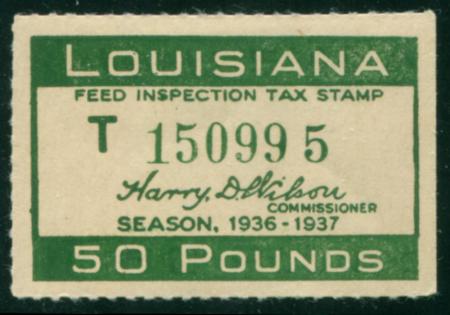 LOUISIANA
FEED INSPECTION TAX STAMP
T 150995
Harry, D. Wilson
COMMISSIONER
SEASON, 1936-1937
50 POUNDS